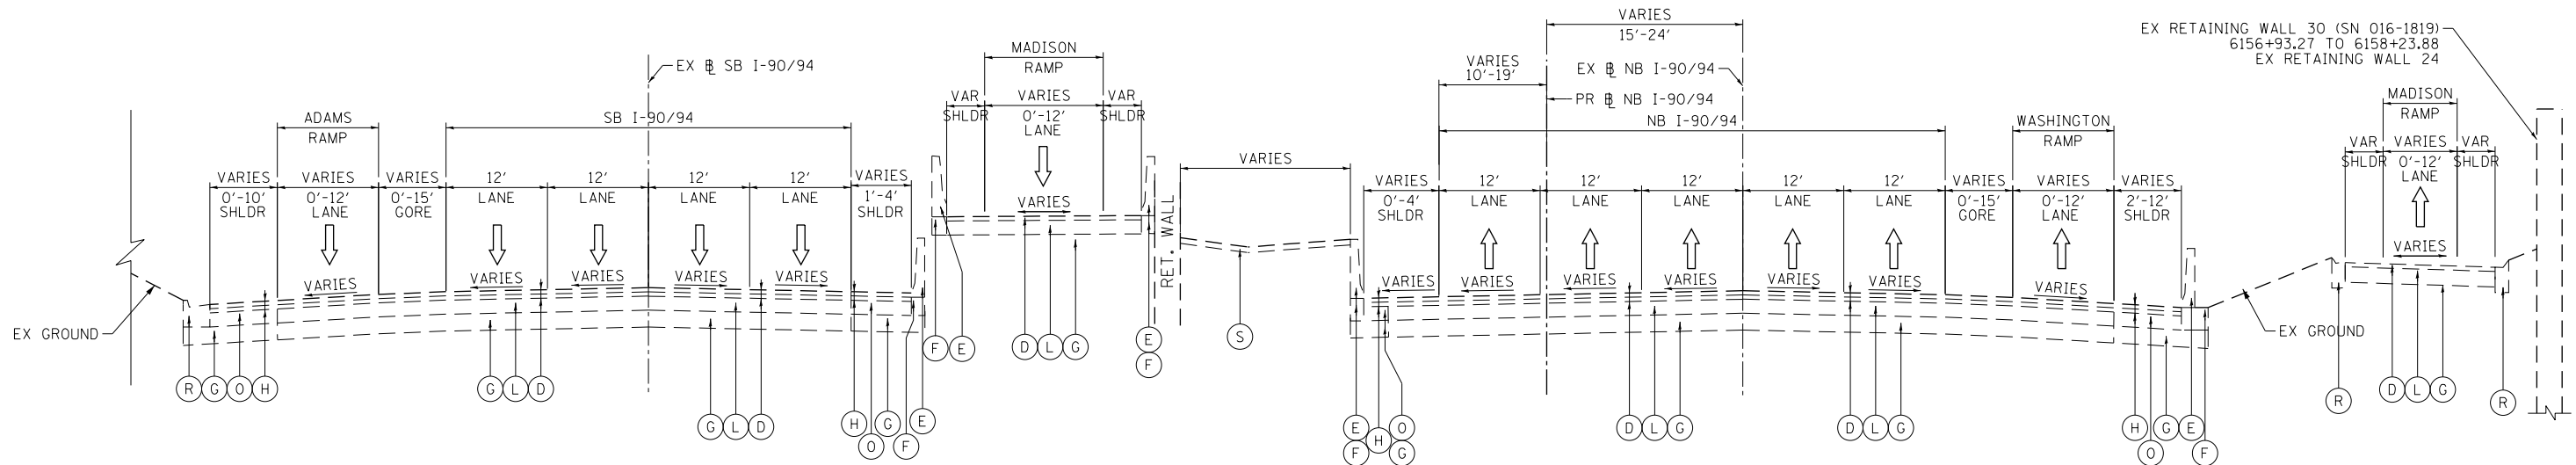 VARIES
15'-24'
EX RETAINING WALL 30 (SN 016-1819)
6156+93.27 TO 6158+23.88
EX RETAINING WALL 24
EX ℄ SB I-90/94
MADISON
RAMP
VARIES
10'-19'
EX ℄ NB I-90/94
PR ℄ NB I-90/94
VAR
SHLDR
VARIES
0'-12'
LANE
VAR
SHLDR
MADISON
RAMP
ADAMS
RAMP
SB I-90/94
NB I-90/94
WASHINGTON
RAMP
VAR
SHLDR
VARIES
0'-12'
LANE
VAR
SHLDR
VARIES
0'-10'
SHLDR
VARIES
0'-12'
LANE
VARIES
0'-15'
GORE
12'
LANE
12'
LANE
12'
LANE
12'
LANE
VARIES
1'-4'
SHLDR
VARIES
RET. WALL
VARIES
VARIES
0'-4'
SHLDR
12'
LANE
12'
LANE
12'
LANE
12'
LANE
12'
LANE
VARIES
0'-15'
GORE
VARIES
0'-12'
LANE
VARIES
2'-12'
SHLDR
VARIES
VARIES
VARIES
VARIES
VARIES
VARIES
VARIES
VARIES
VARIES
VARIES
VARIES
VARIES
VARIES
VARIES
EX GROUND
EX GROUND
R G O H
G L D
G L D
H O G F E
F E
D L G
E
F
S
E
F
H
O
G
D L G
D L G
H O G E F
R
D L G
R